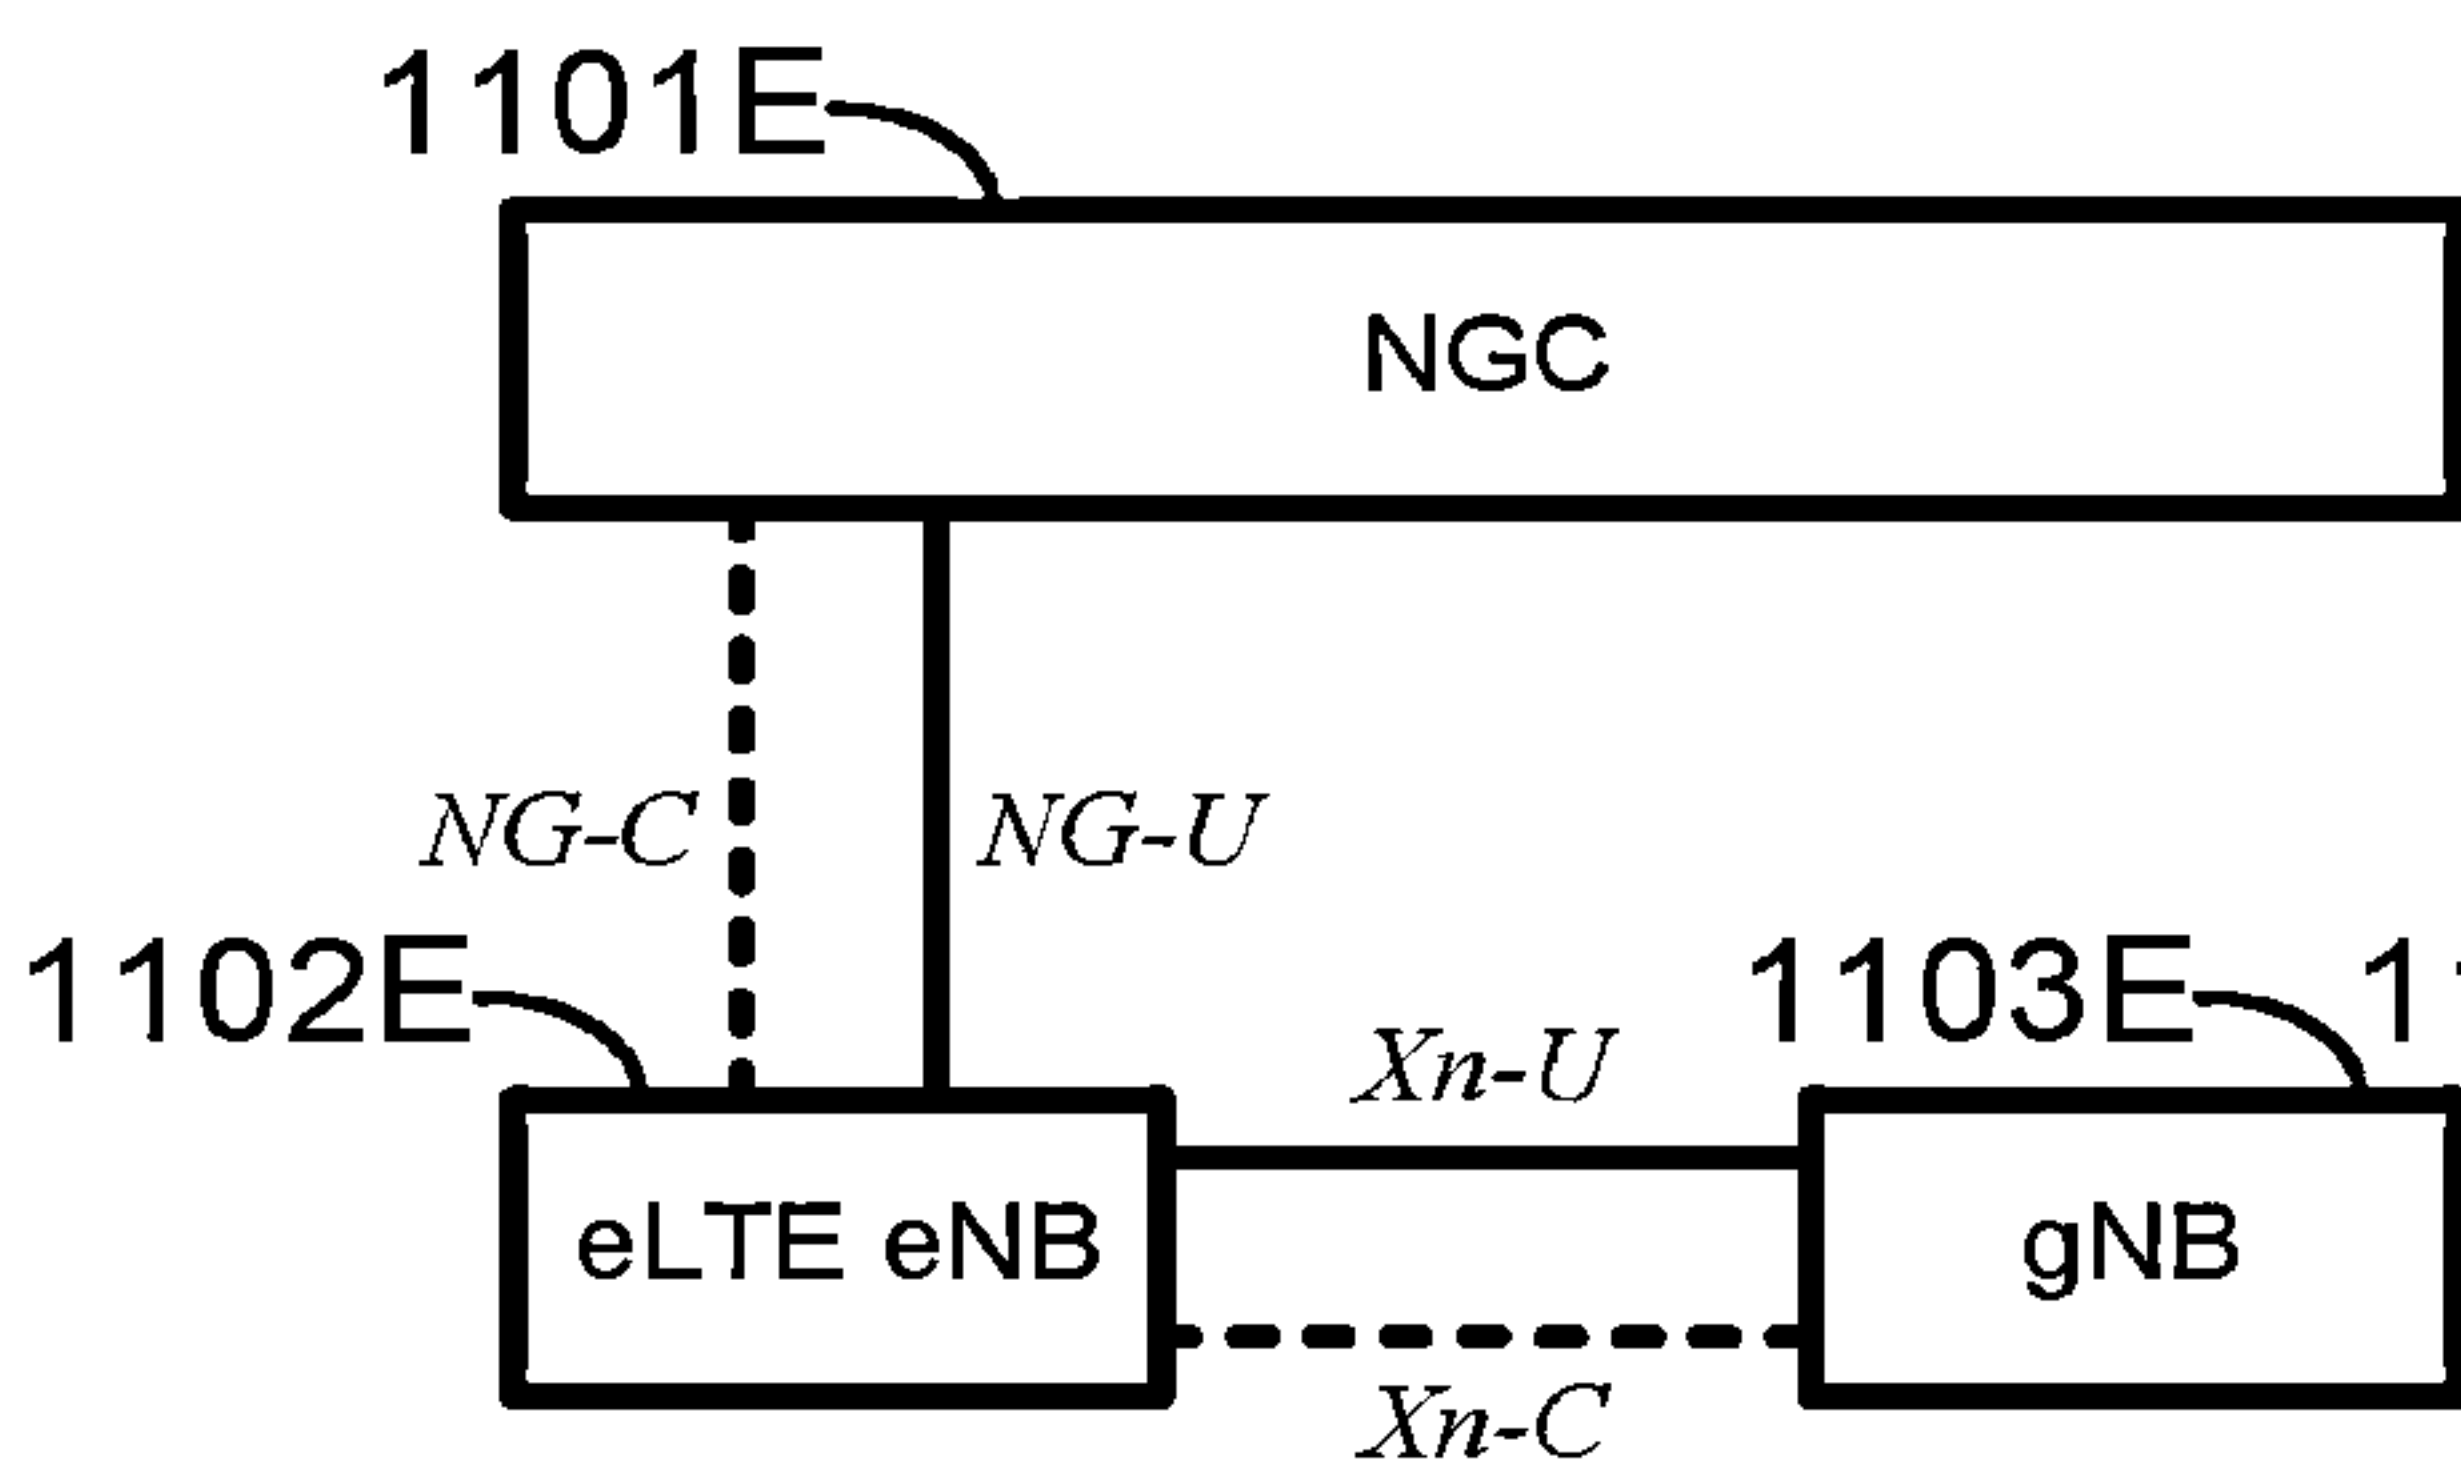 1101E
NGC
NG-C NG-U
1102E 1103E
Xn-U
eLTE eNB gNB
Xn-C